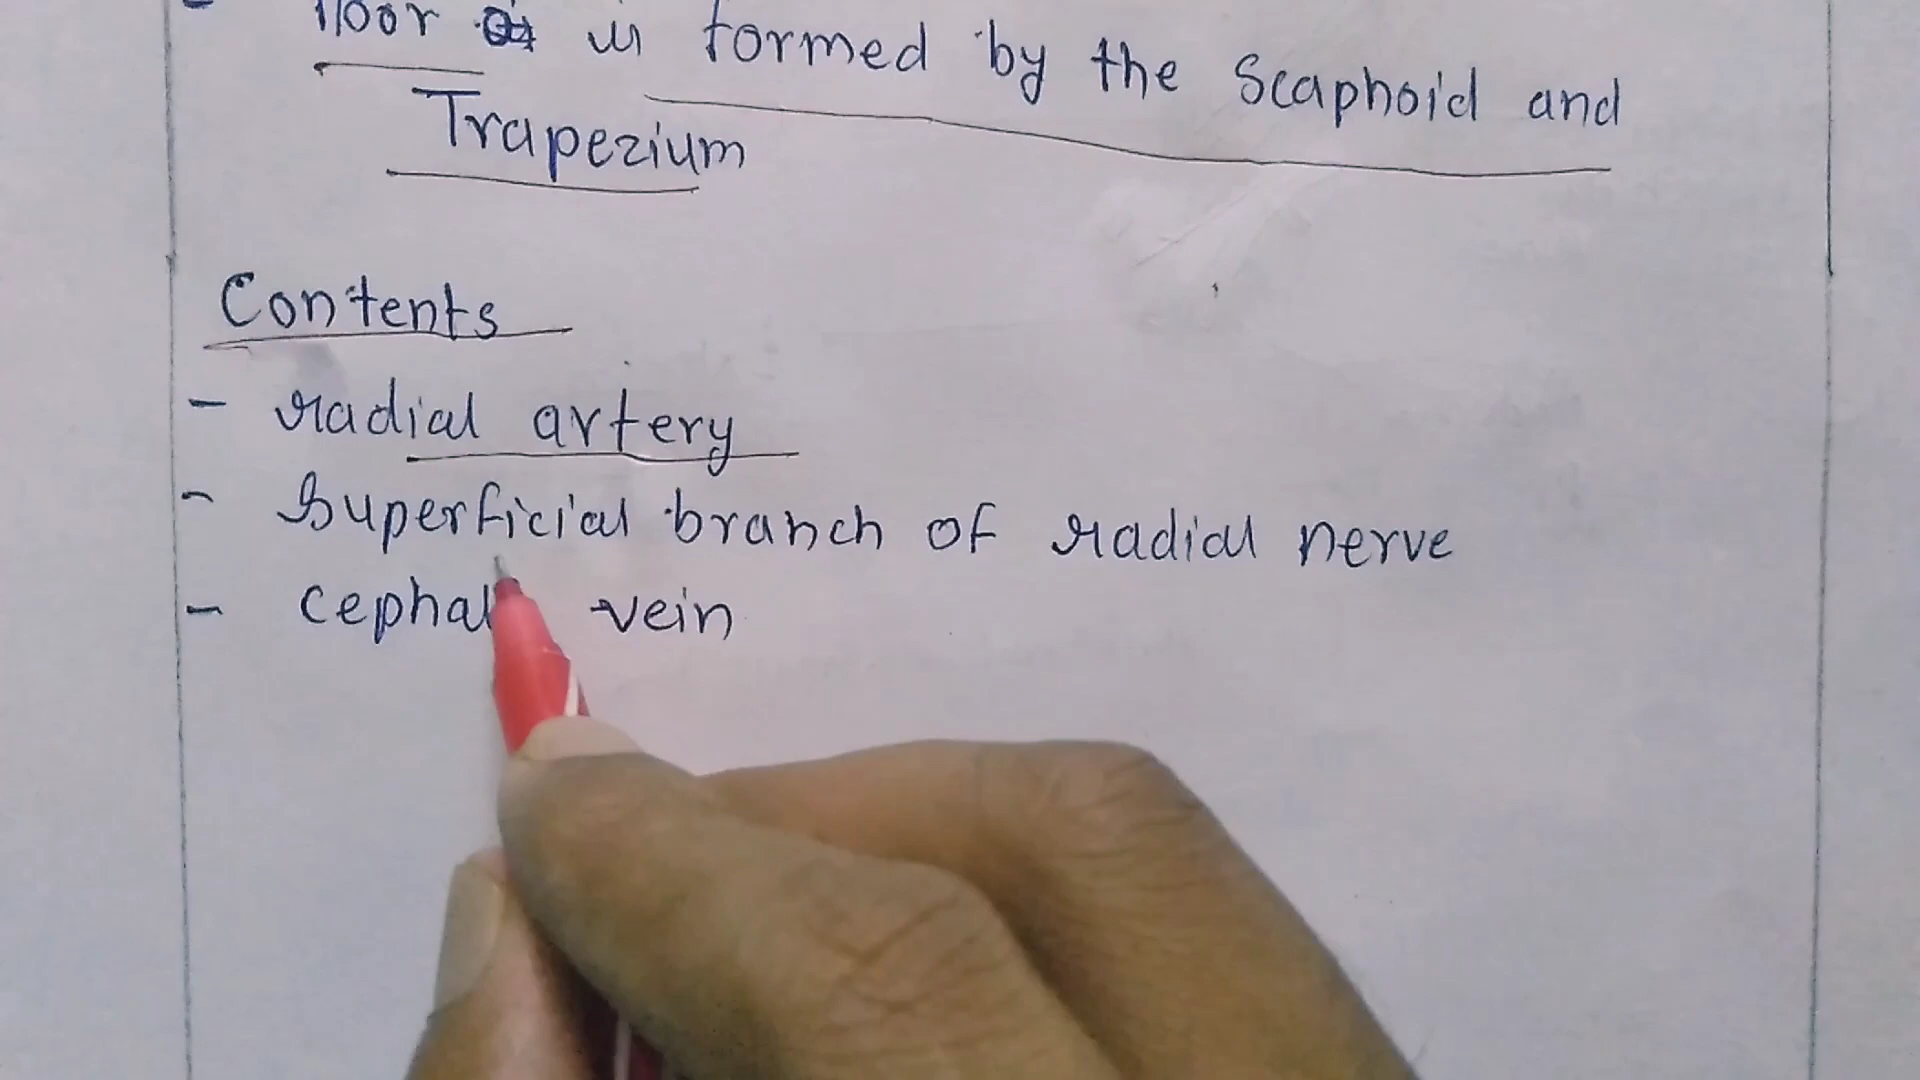 - floor is formed by the Scaphoid and
Trapezium
Contents
- radial artery
- Superficial branch of radial nerve
- cephal vein